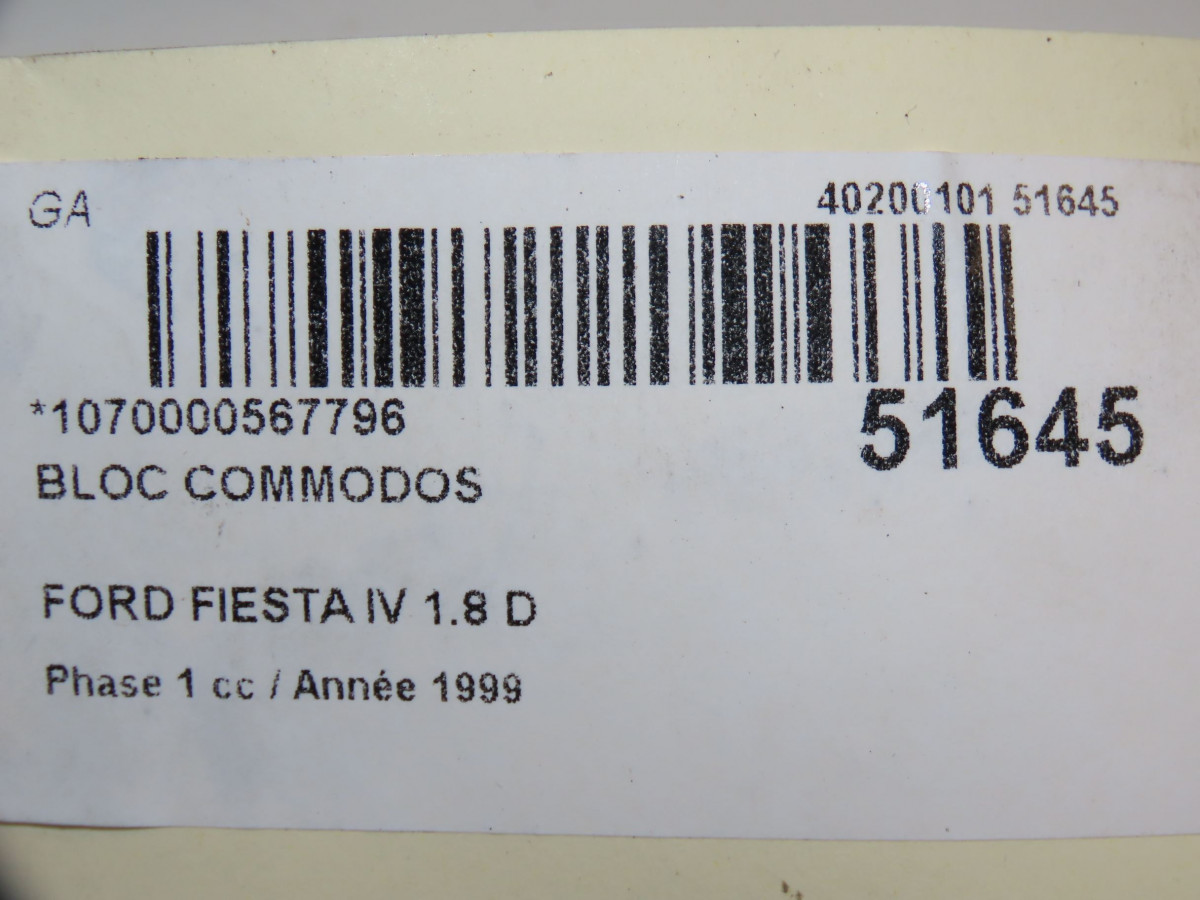 GA
40200101 51645
*1070000567796
51645
BLOC COMMODOS
FORD FIESTA IV 1.8 D
Phase 1 cc / Année 1999